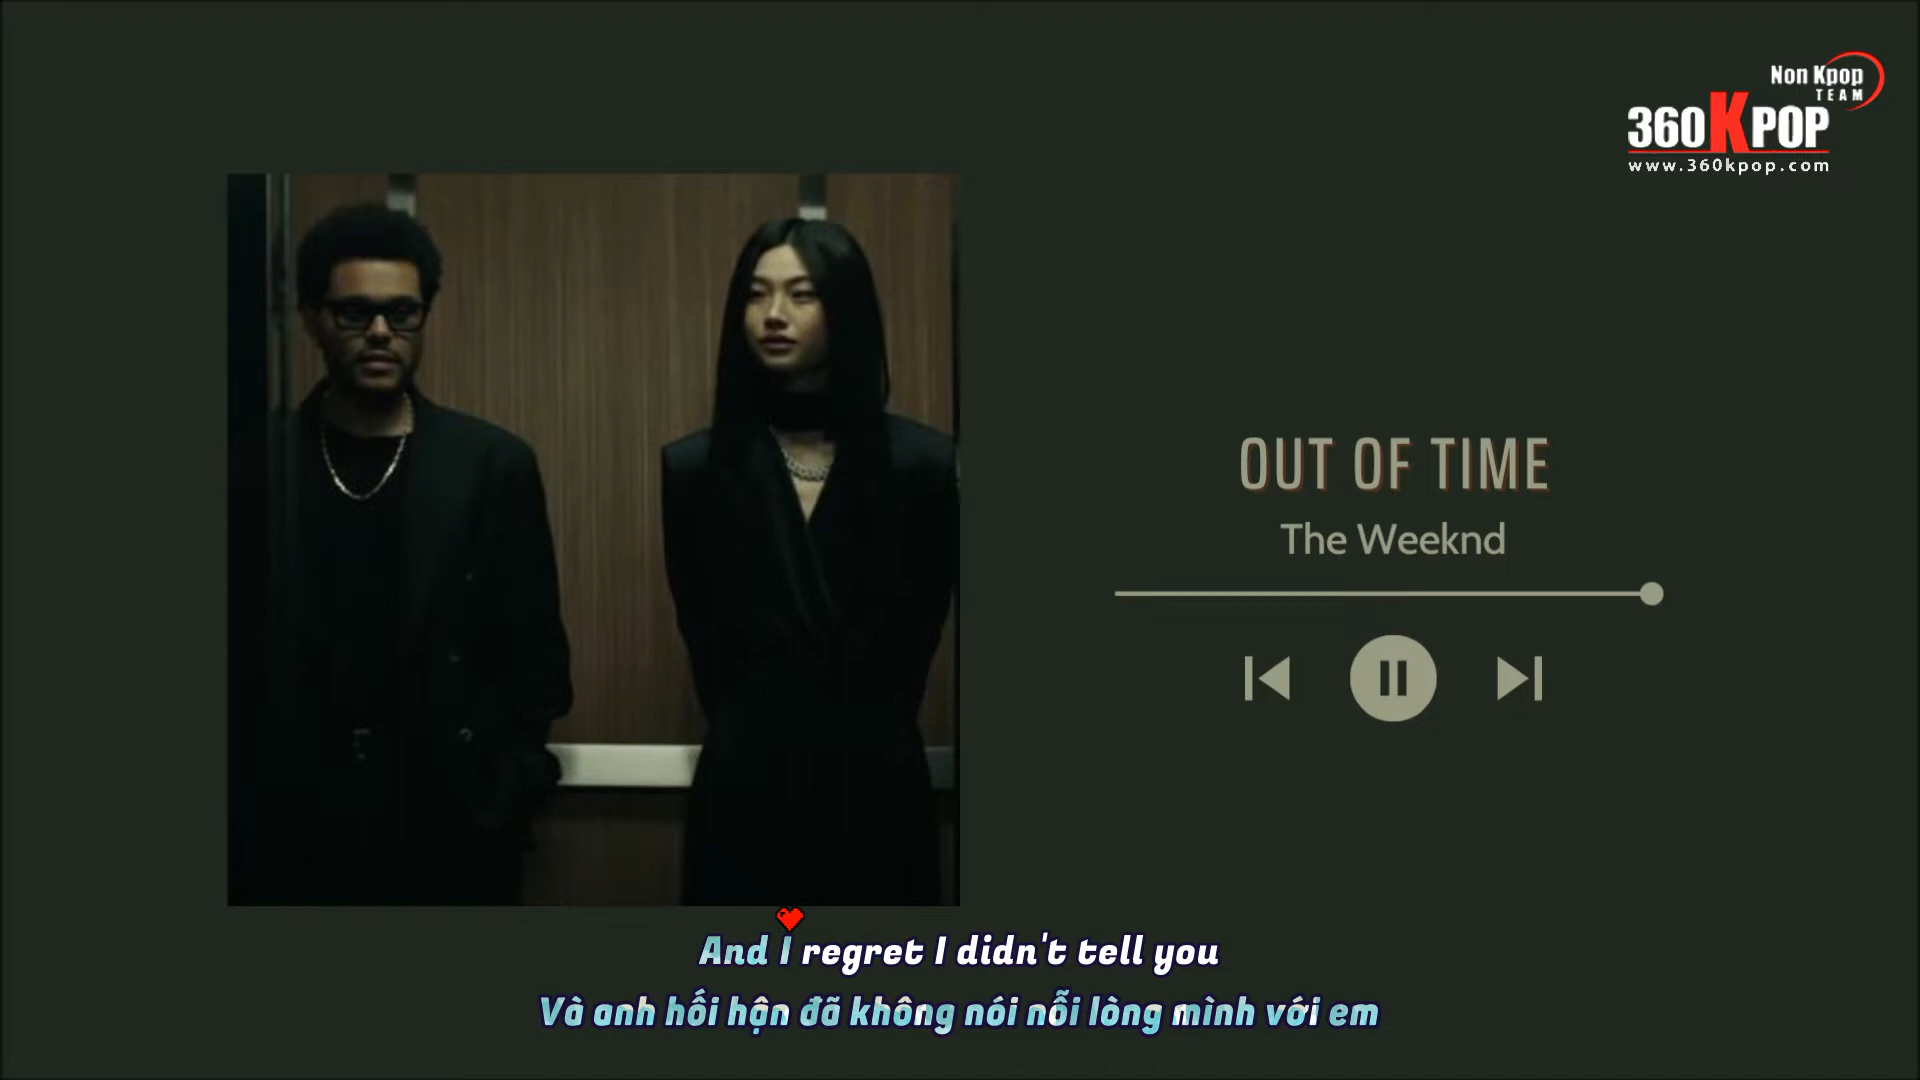 Non Kpop
TEAM
360KPOP
www.360kpop.com
OUT OF TIME
The Weeknd
And I regret I didn't tell you
Và anh hối hận đã không nói nỗi lòng mình với em